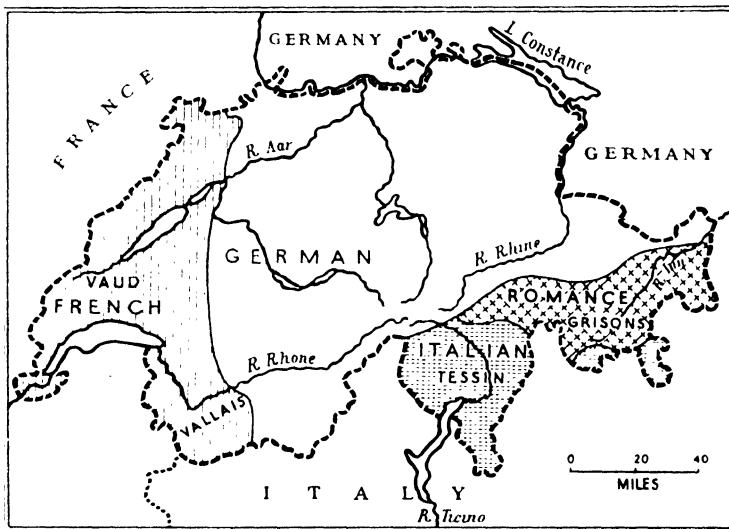 GERMANY
L. Constance
FRANCE
R. Aar
GERMANY
GERMAN
R. Rhine
VAUD
FRENCH
ROMANCE
R. Inn
GRISONS
R. Rhone
ITALIAN
TESSIN
VALLAIS
0 20 40
MILES
ITALY
R. Ticino